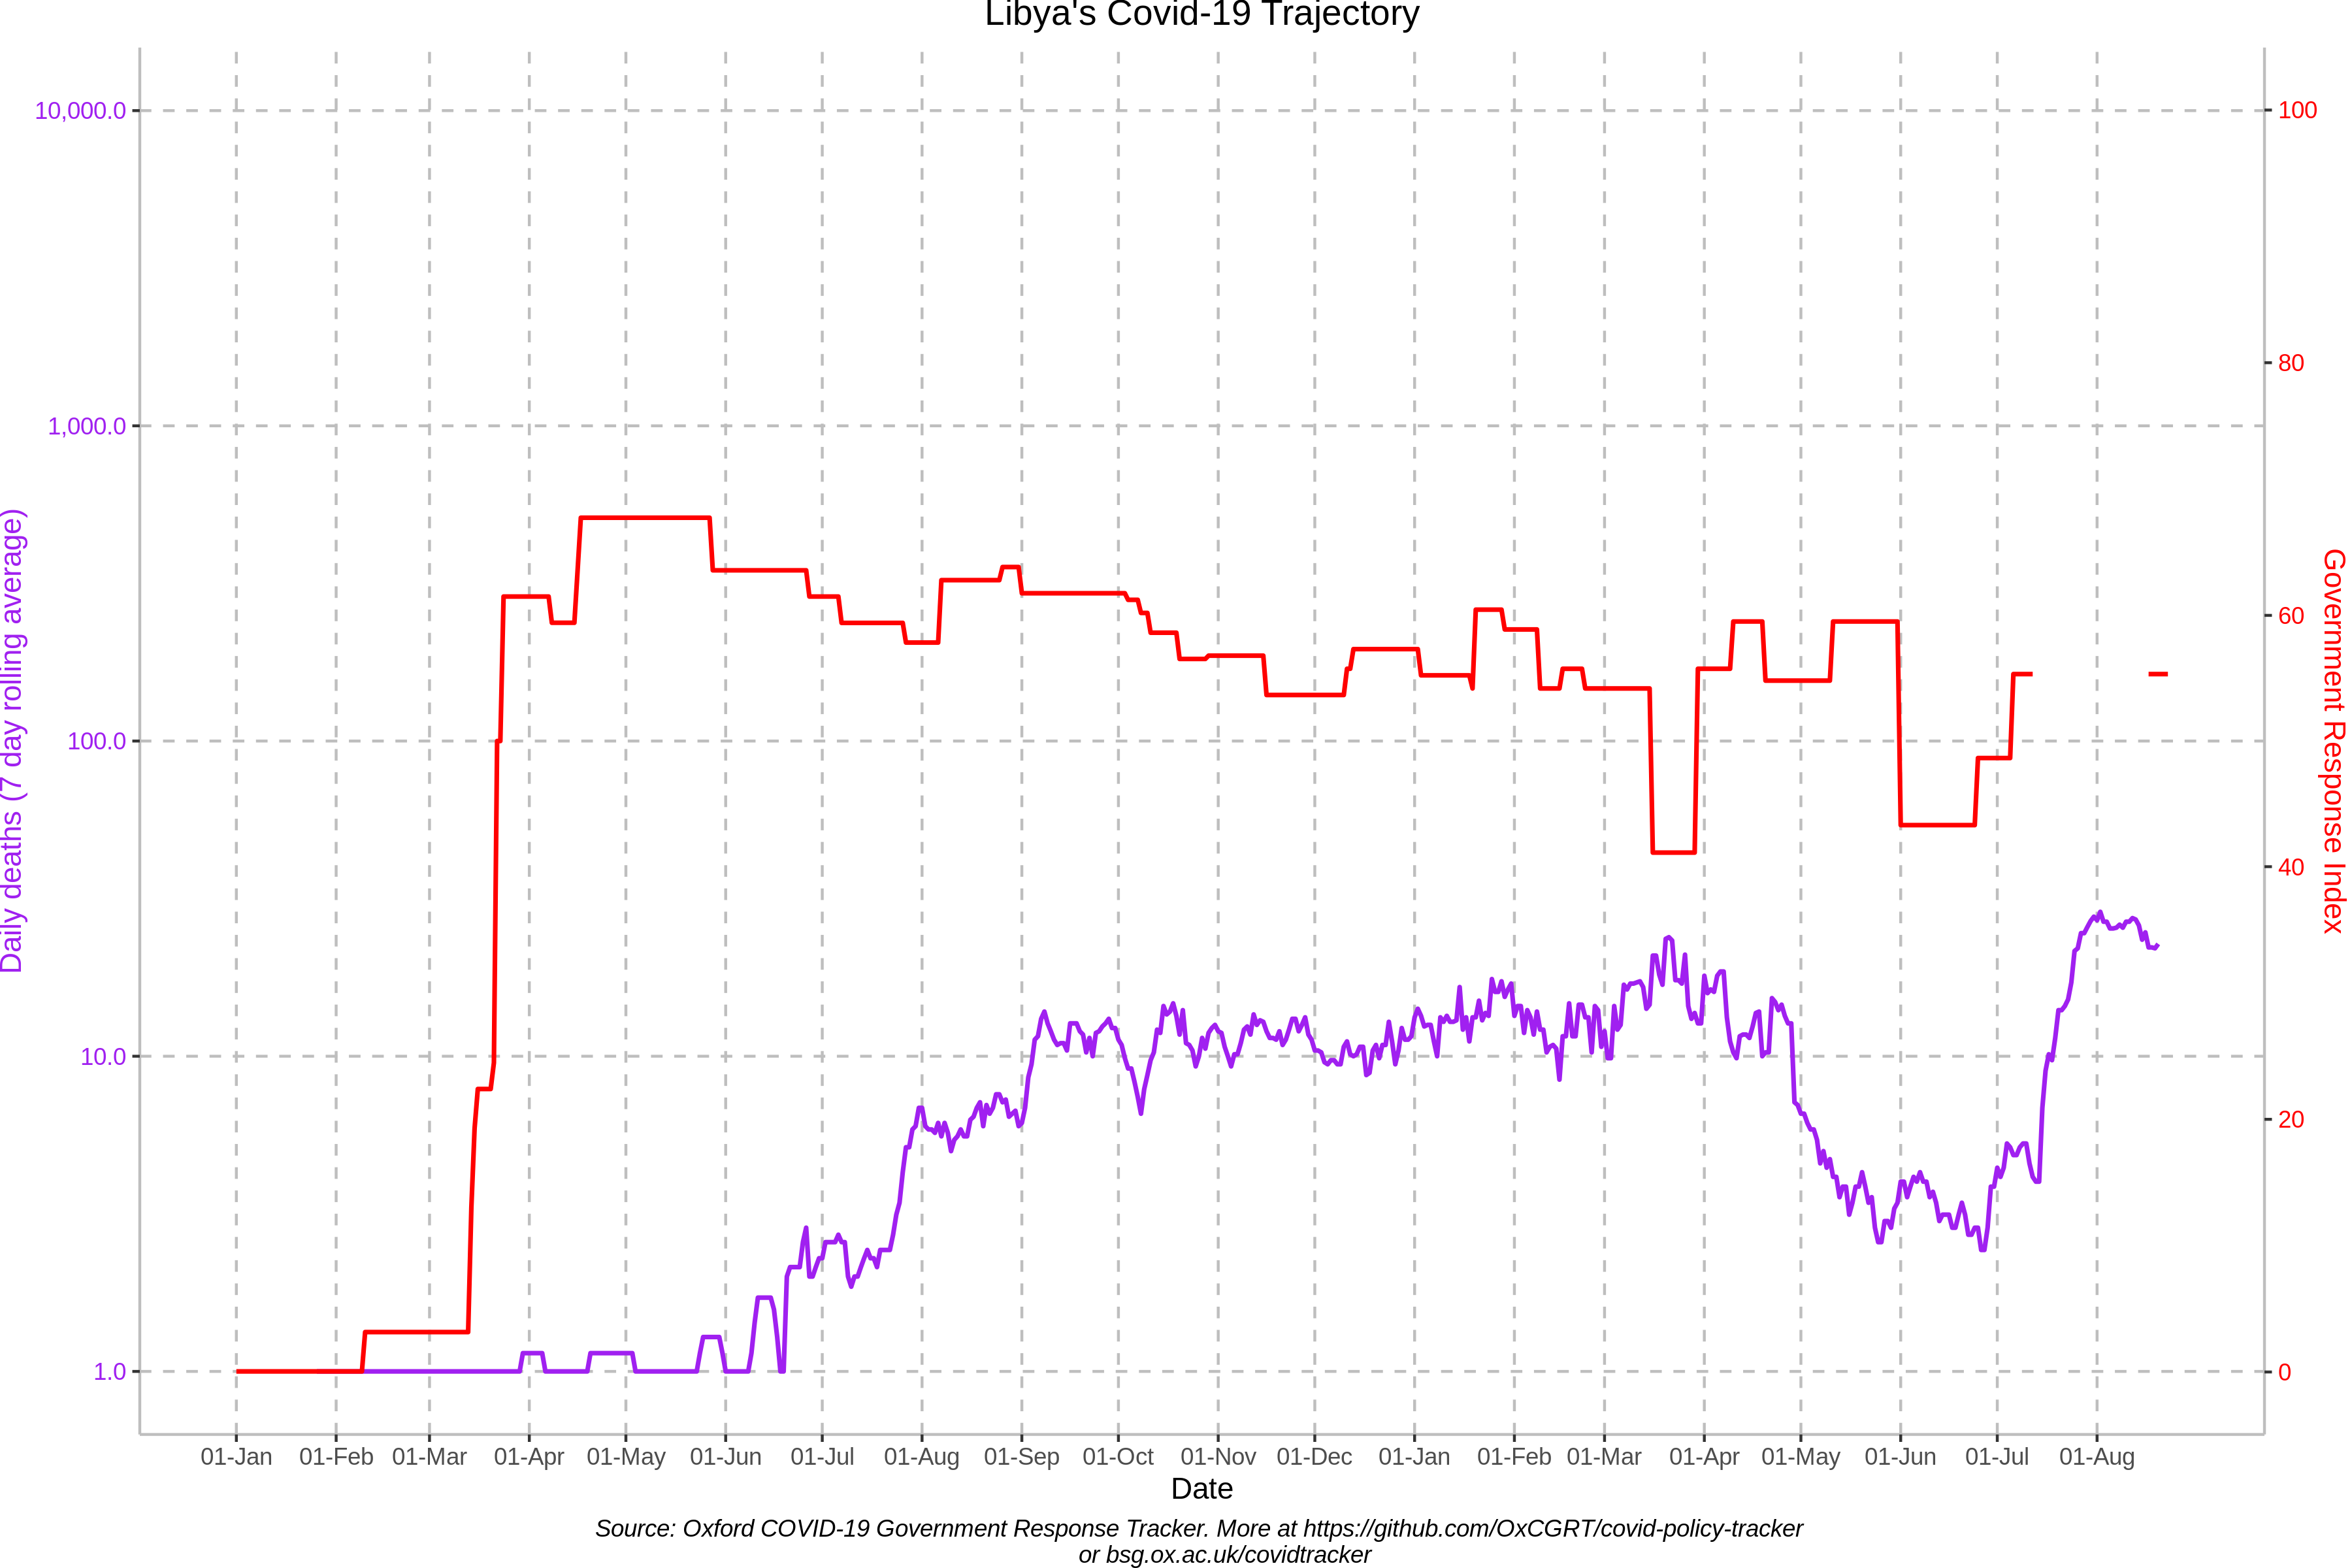 Libya's Covid-19 Trajectory
10,000.0
1,000.0
100.0
10.0
1.0
Daily deaths (7 day rolling average)
100
80
60
40
20
0
Government Response Index
01-Jan 01-Feb 01-Mar 01-Apr 01-May 01-Jun 01-Jul 01-Aug 01-Sep 01-Oct 01-Nov 01-Dec 01-Jan 01-Feb 01-Mar 01-Apr 01-May 01-Jun 01-Jul 01-Aug
Date
Source: Oxford COVID-19 Government Response Tracker. More at https://github.com/OxCGRT/covid-policy-tracker
or bsg.ox.ac.uk/covidtracker